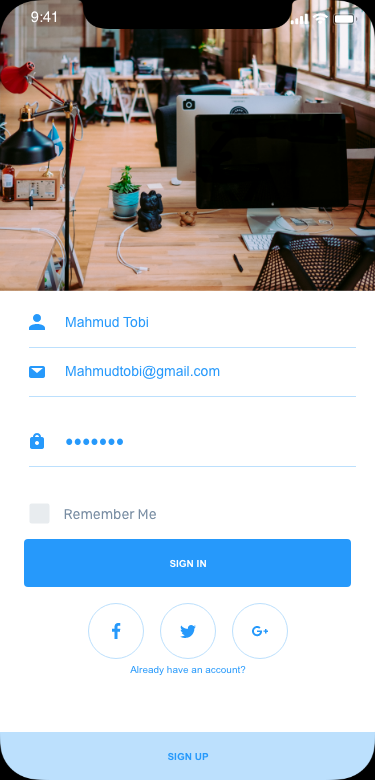 9:41
Mahmud Tobi
Mahmudtobi@gmail.com
•••••••
Remember Me
SIGN IN
f
G+
Already have an account?
SIGN UP